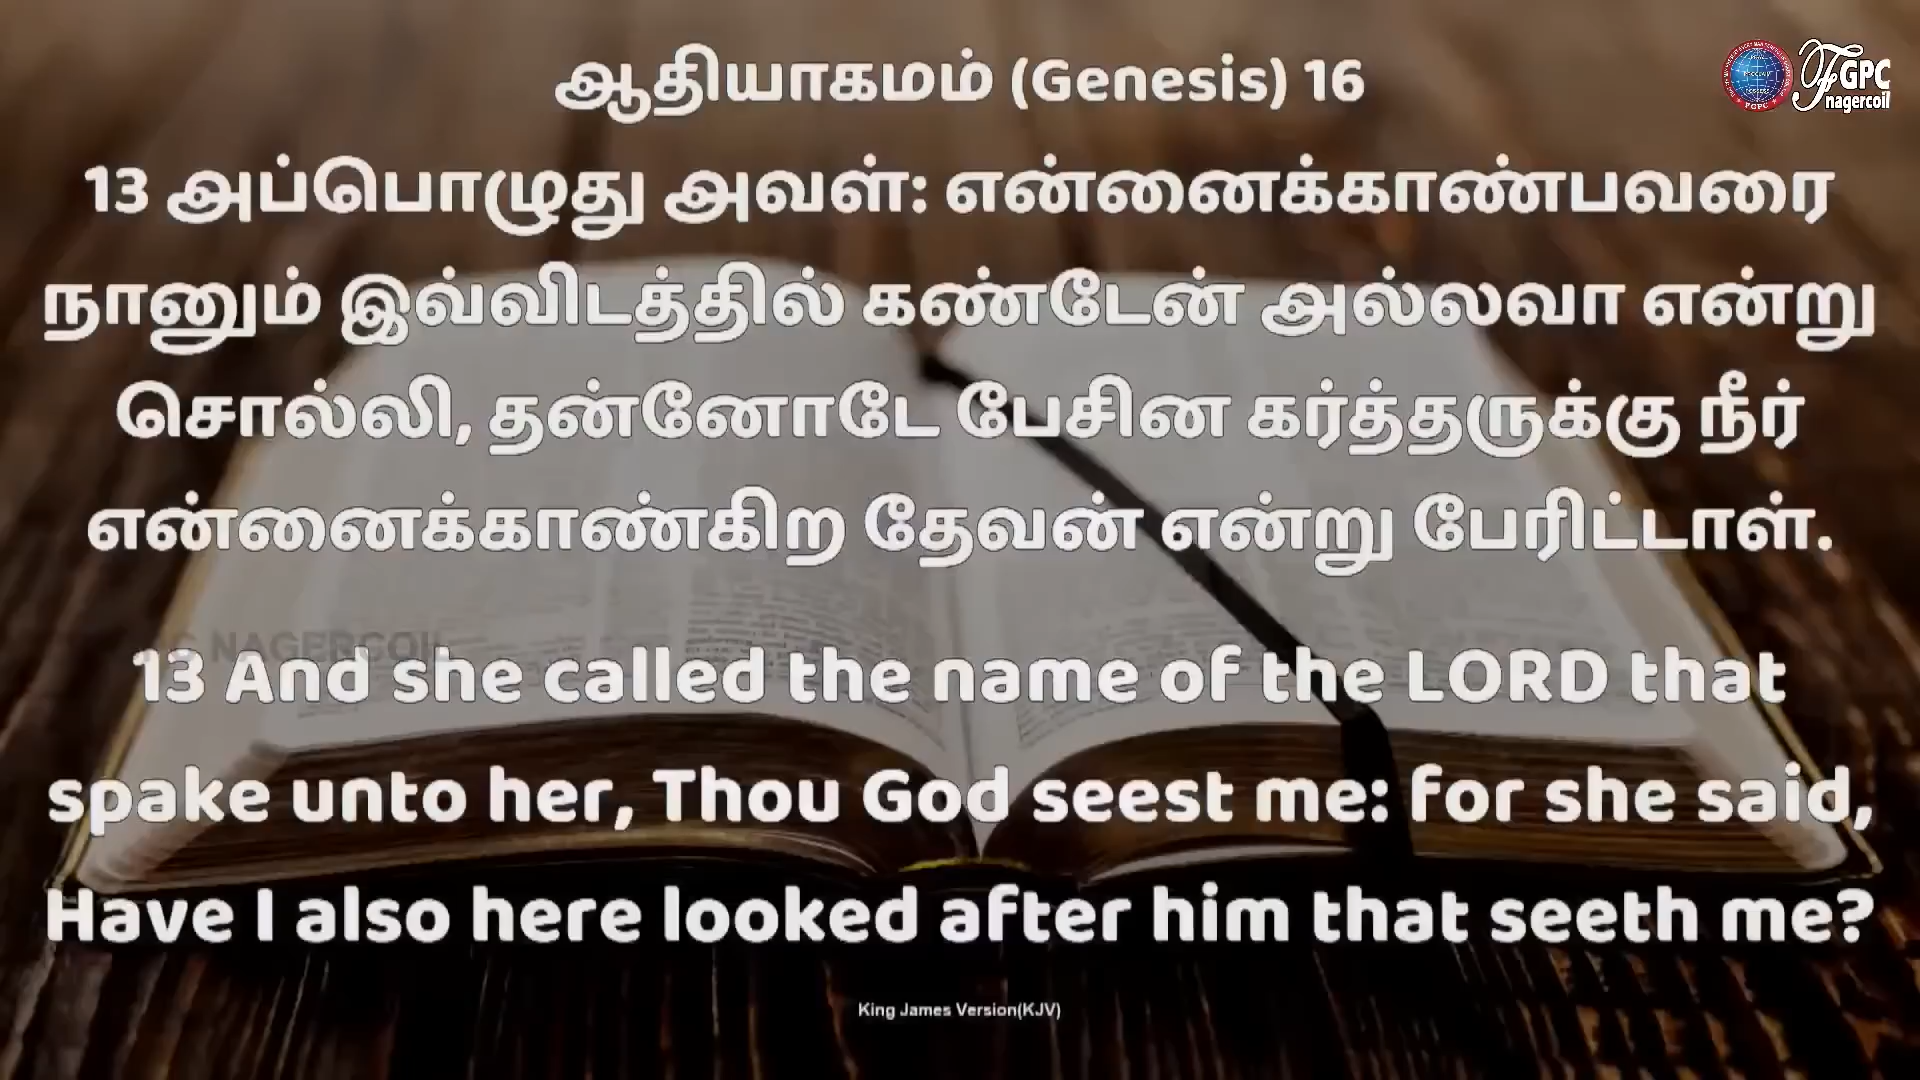 ஆதியாகமம் (Genesis) 16
FGPC
nagercoil
13 அப்பொழுது அவள்: என்னைக்காண்பவரை
நானும் இவ்விடத்தில் கண்டேன் அல்லவா என்று
சொல்லி, தன்னோடே பேசின கர்த்தருக்கு நீர்
என்னைக்காண்கிற தேவன் என்று பேரிட்டாள்.
NAGERCOIL
13 And she called the name of the LORD that
spake unto her, Thou God seest me: for she said,
Have I also here looked after him that seeth me?
King James Version(KJV)